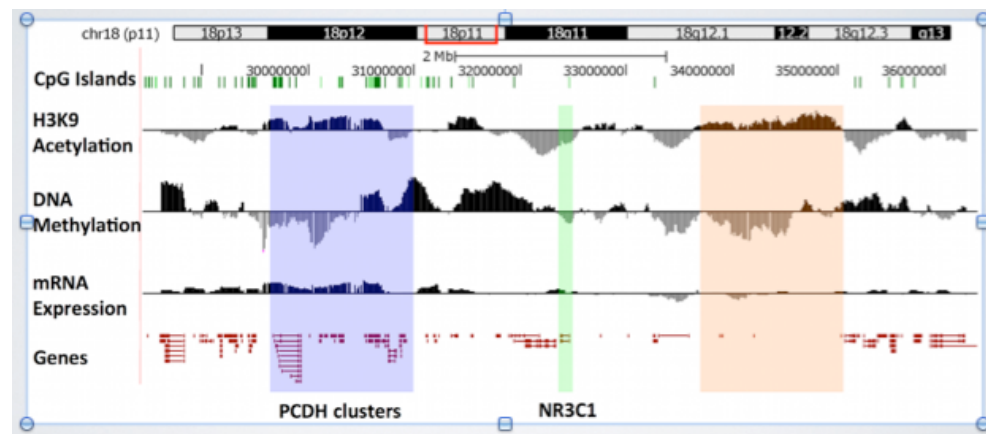 chr18 (p11) 18p13 18p12 18p11 18q11 18q12.1 12.2 18q12.3 q13
2 Mb
CpG Islands 30000000 31000000 32000000 33000000 34000000 35000000 36000000
H3K9
Acetylation
DNA
Methylation
mRNA
Expression
Genes
PCDH clusters NR3C1